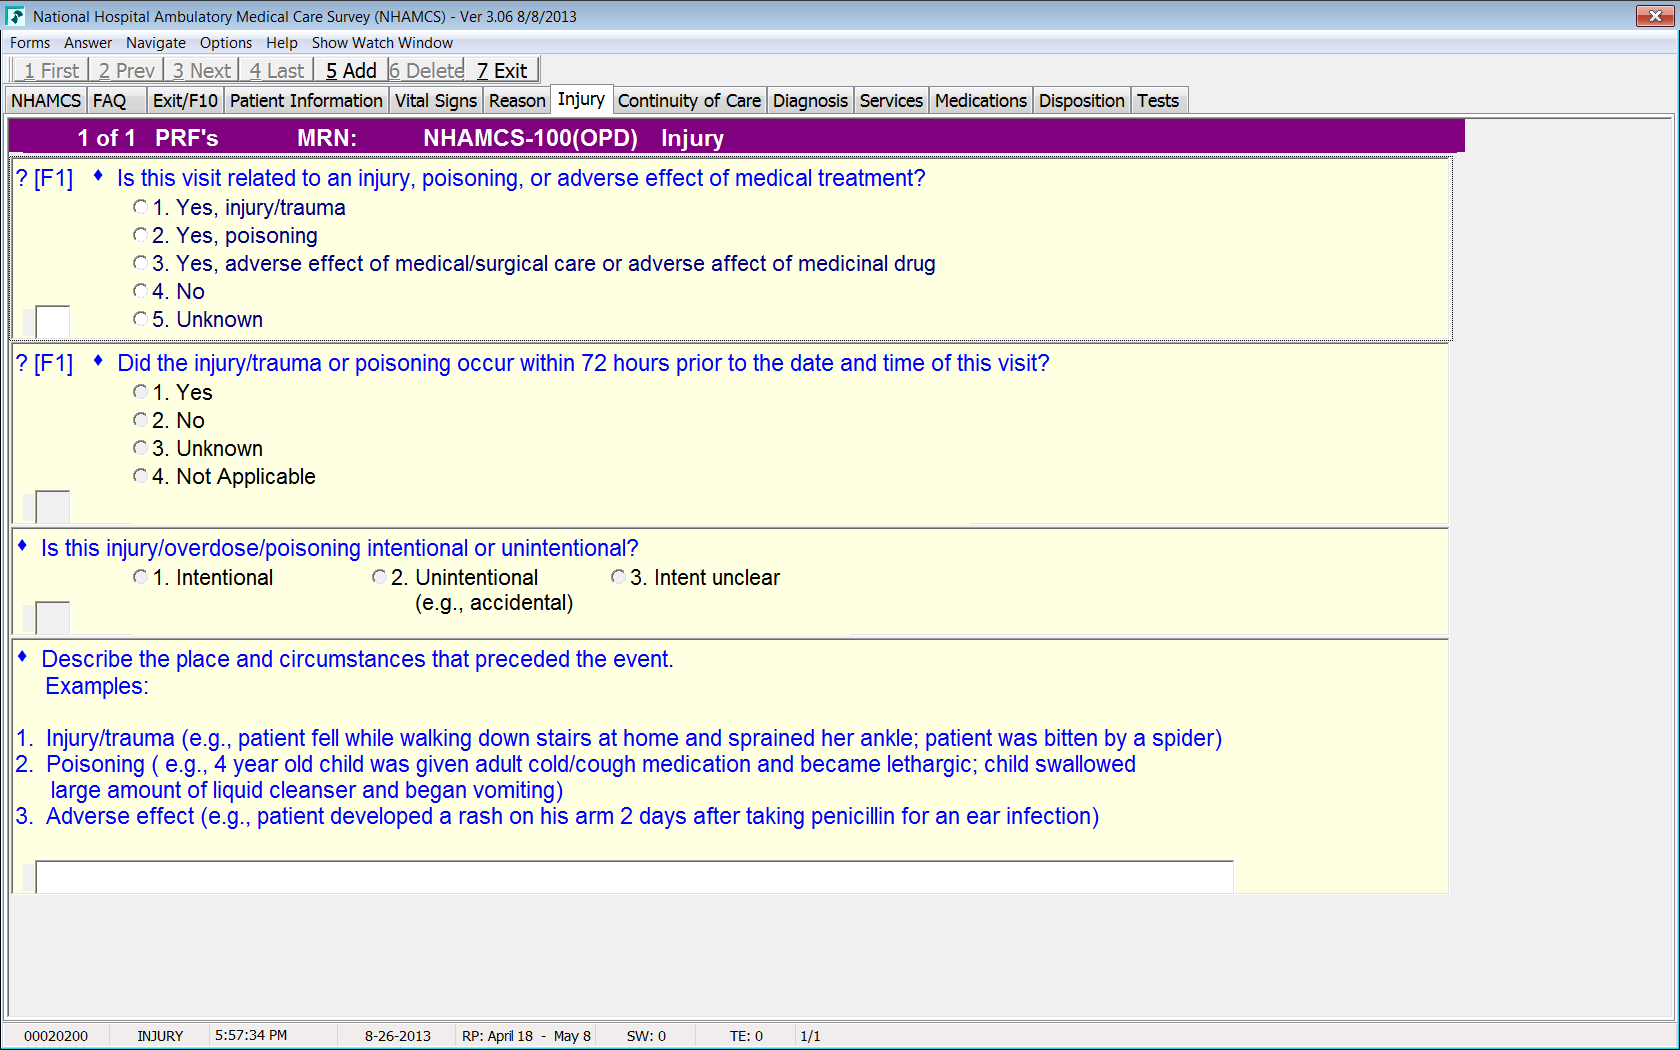 National Hospital Ambulatory Medical Care Survey (NHAMCS) - Ver 3.06 8/8/2013
Forms Answer Navigate Options Help Show Watch Window
1 First 2 Prev 3 Next 4 Last 5 Add 6 Delete 7 Exit
NHAMCS FAQ Exit/F10 Patient Information Vital Signs Reason Injury Continuity of Care Diagnosis Services Medications Disposition Tests
1 of 1 PRF's MRN: NHAMCS-100(OPD) Injury
? [F1] ♦ Is this visit related to an injury, poisoning, or adverse effect of medical treatment?
1. Yes, injury/trauma
2. Yes, poisoning
3. Yes, adverse effect of medical/surgical care or adverse affect of medicinal drug
4. No
5. Unknown
? [F1] ♦ Did the injury/trauma or poisoning occur within 72 hours prior to the date and time of this visit?
1. Yes
2. No
3. Unknown
4. Not Applicable
♦ Is this injury/overdose/poisoning intentional or unintentional?
1. Intentional 2. Unintentional 3. Intent unclear
(e.g., accidental)
♦ Describe the place and circumstances that preceded the event.
Examples:
1. Injury/trauma (e.g., patient fell while walking down stairs at home and sprained her ankle; patient was bitten by a spider)
2. Poisoning ( e.g., 4 year old child was given adult cold/cough medication and became lethargic; child swallowed
large amount of liquid cleanser and began vomiting)
3. Adverse effect (e.g., patient developed a rash on his arm 2 days after taking penicillin for an ear infection)
00020200 INJURY 5:57:34 PM 8-26-2013 RP: April 18 - May 8 SW: 0 TE: 0 1/1